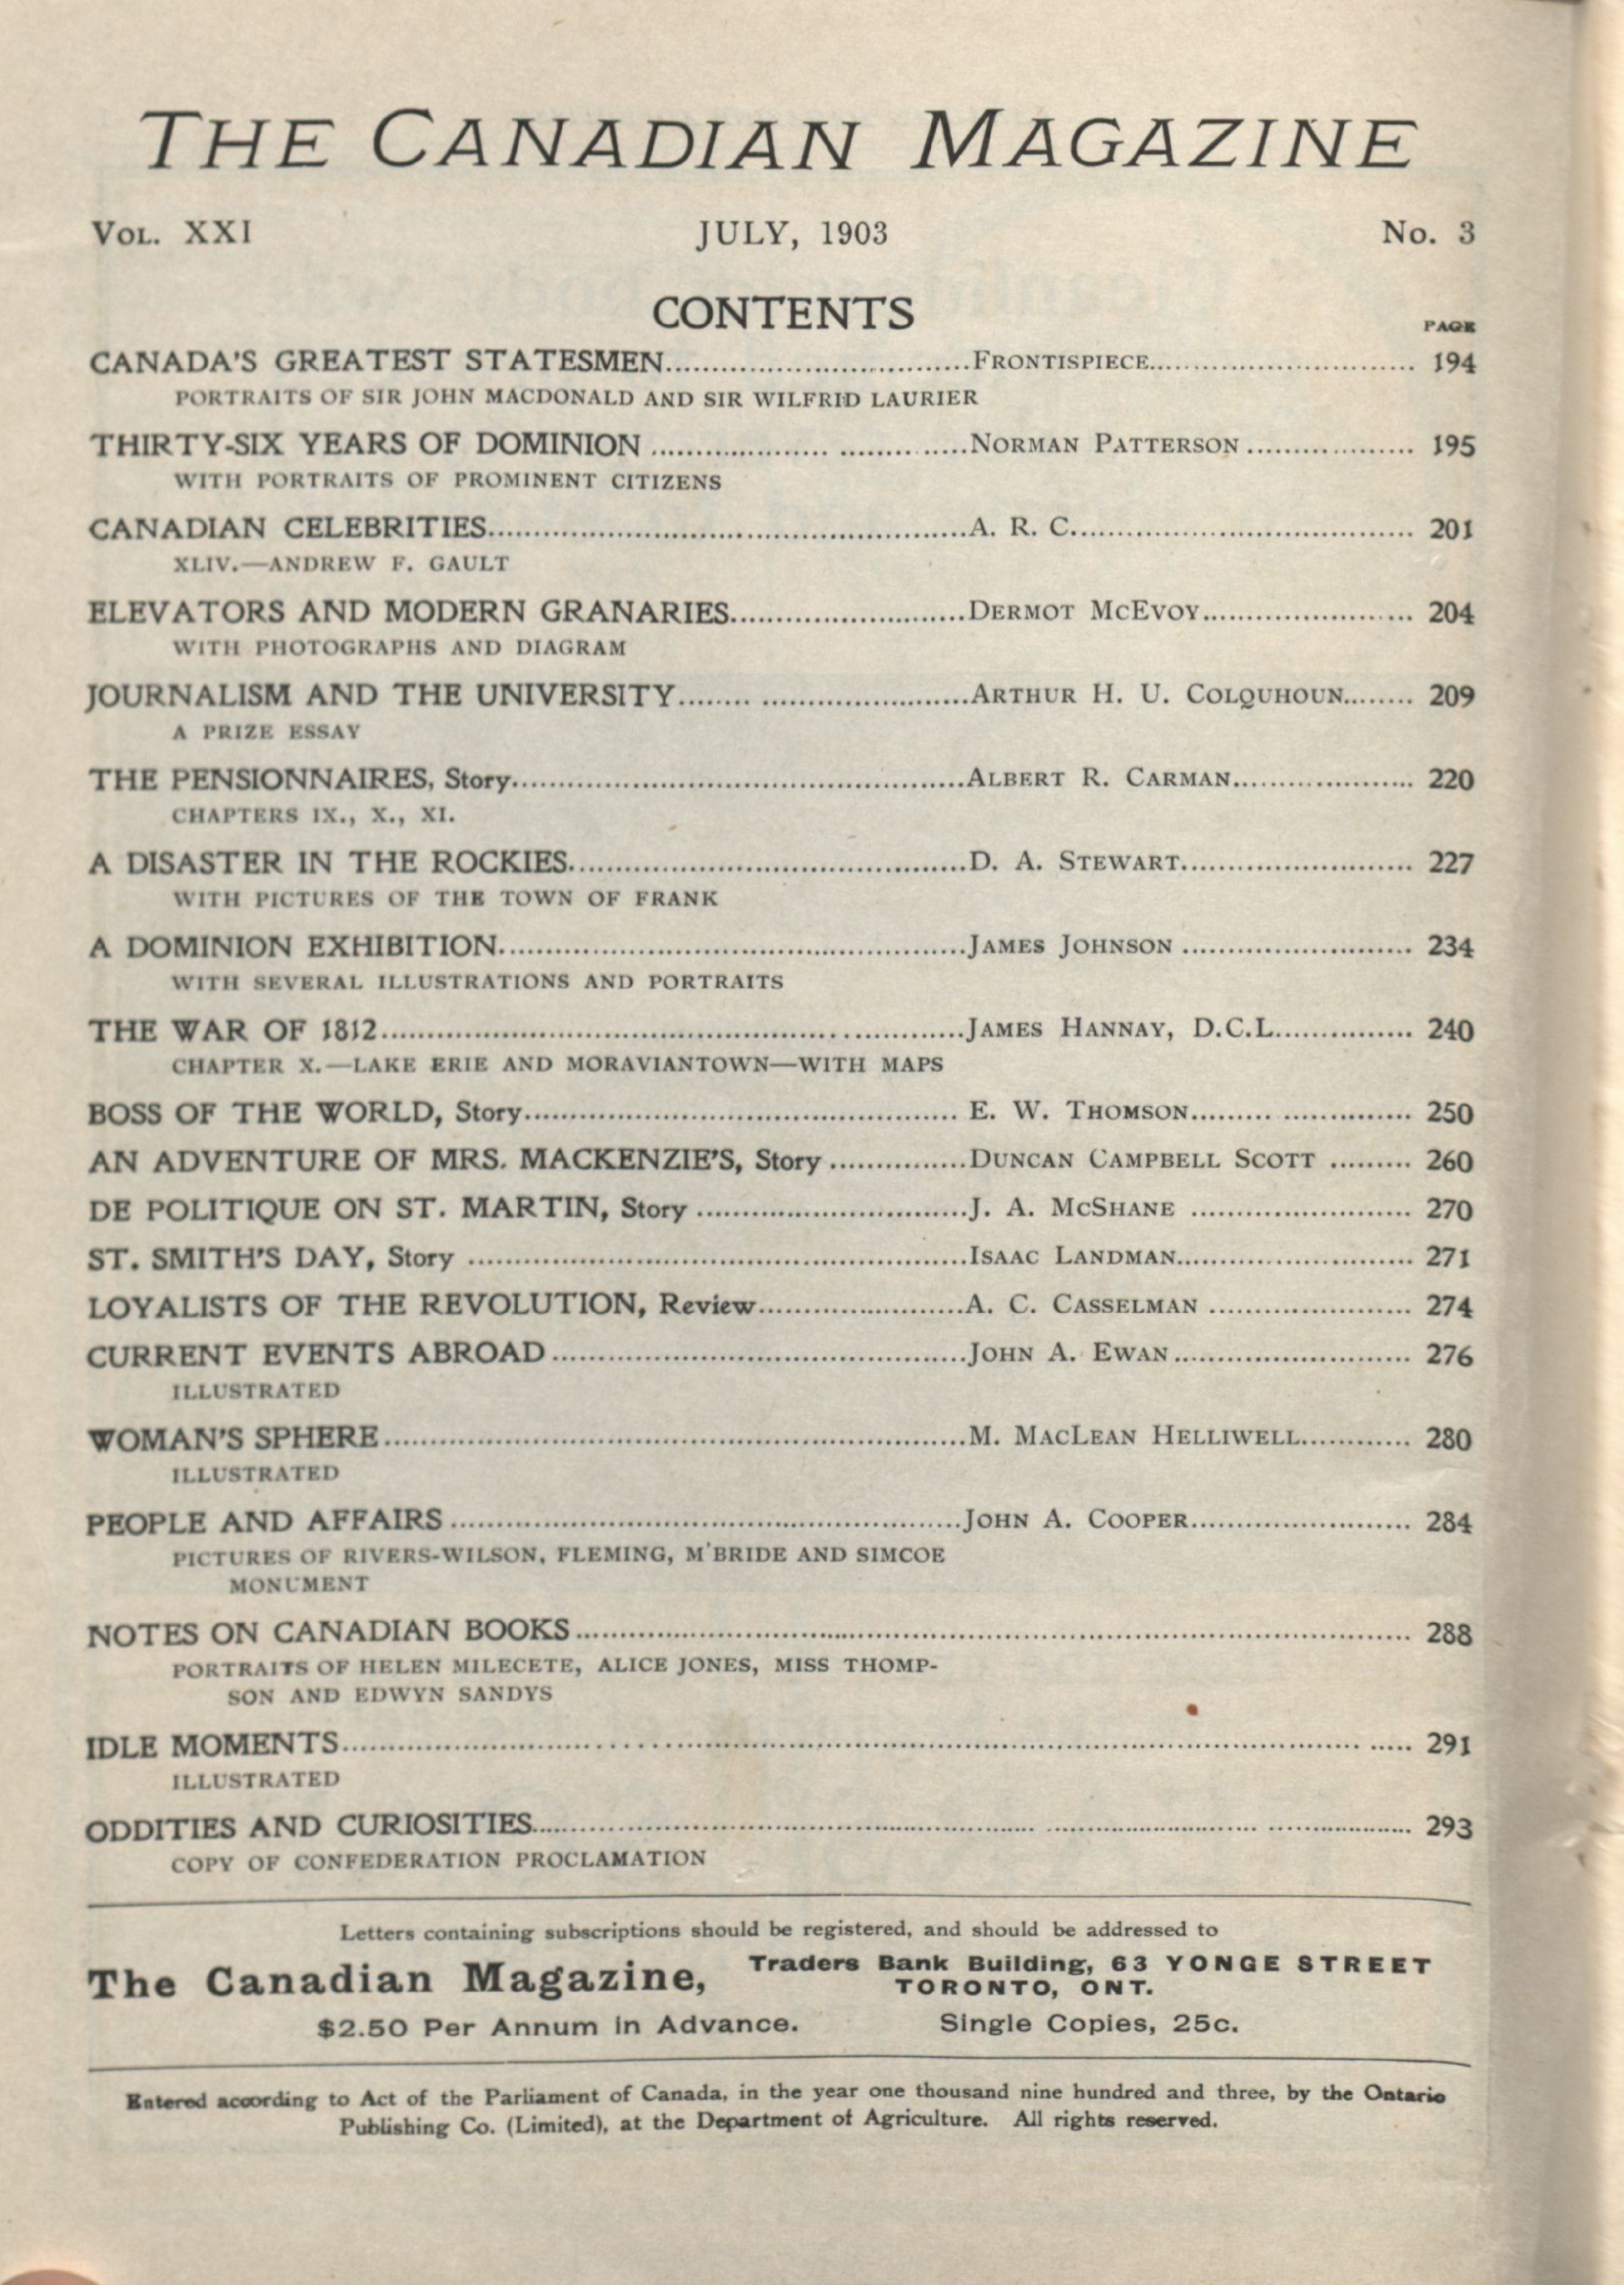 THE CANADIAN MAGAZINE
VOL. XXI JULY, 1903 No. 3
CONTENTS
PAGE
CANADA'S GREATEST STATESMEN................................FRONTISPIECE............................ 194
PORTRAITS OF SIR JOHN MACDONALD AND SIR WILFRID LAURIER
THIRTY-SIX YEARS OF DOMINION .................... ..............NORMAN PATTERSON .................. 195
WITH PORTRAITS OF PROMINENT CITIZENS
CANADIAN CELEBRITIES....................................................A. R. C..................................... 201
XLIV.—ANDREW F. GAULT
ELEVATORS AND MODERN GRANARIES.........................DERMOT MCEVOY....................... 204
WITH PHOTOGRAPHS AND DIAGRAM
JOURNALISM AND THE UNIVERSITY........ ......................ARTHUR H. U. COLQUHOUN........ 209
A PRIZE ESSAY
THE PENSIONNAIRES, Story.................................................ALBERT R. CARMAN.................... 220
CHAPTERS IX., X., XI.
A DISASTER IN THE ROCKIES...........................................D. A. STEWART......................... 227
WITH PICTURES OF THE TOWN OF FRANK
A DOMINION EXHIBITION..................................................JAMES JOHNSON ......................... 234
WITH SEVERAL ILLUSTRATIONS AND PORTRAITS
THE WAR OF 1812...............................................................JAMES HANNAY, D.C.L............... 240
CHAPTER X.—LAKE ERIE AND MORAVIANTOWN—WITH MAPS
BOSS OF THE WORLD, Story............................................... E. W. THOMSON......... .............. 250
AN ADVENTURE OF MRS. MACKENZIE'S, Story ...............DUNCAN CAMPBELL SCOTT ......... 260
DE POLITIQUE ON ST. MARTIN, Story .............................J. A. MCSHANE ........................ 270
ST. SMITH'S DAY, Story ......................................................ISAAC LANDMAN.......................... 271
LOYALISTS OF THE REVOLUTION, Review......................A. C. CASSELMAN ...................... 274
CURRENT EVENTS ABROAD .............................................JOHN A. EWAN .......................... 276
ILLUSTRATED
WOMAN'S SPHERE...............................................................M. MACLEAN HELLIWELL............ 280
ILLUSTRATED
PEOPLE AND AFFAIRS .......................................................JOHN A. COOPER........................ 284
PICTURES OF RIVERS-WILSON, FLEMING, M'BRIDE AND SIMCOE
MONUMENT
NOTES ON CANADIAN BOOKS........................................................................................... 288
PORTRAITS OF HELEN MILECETE, ALICE JONES, MISS THOMP-
SON AND EDWYN SANDYS
IDLE MOMENTS.................................................................................................................. ..... 291
ILLUSTRATED
ODDITIES AND CURIOSITIES...................................................... ....................... ................ 293
COPY OF CONFEDERATION PROCLAMATION
Letters containing subscriptions should be registered, and should be addressed to
The Canadian Magazine, Traders Bank Building, 63 YONGE STREET
TORONTO, ONT.
$2.50 Per Annum in Advance. Single Copies, 25c.
Entered according to Act of the Parliament of Canada, in the year one thousand nine hundred and three, by the Ontario
Publishing Co. (Limited), at the Department of Agriculture. All rights reserved.